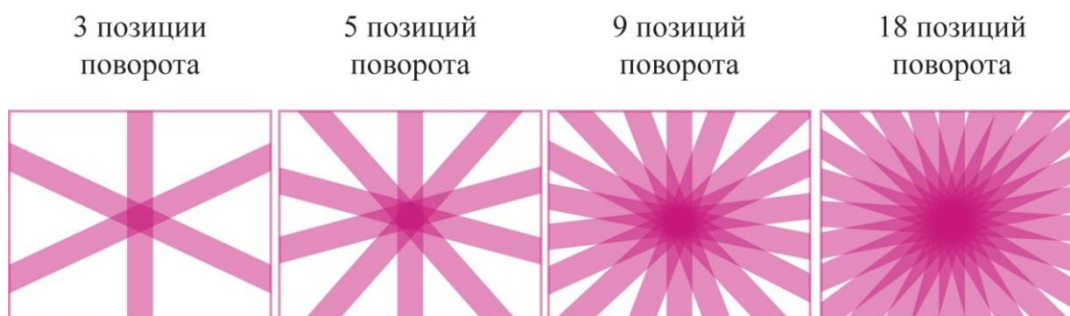 3 позиции
поворота
5 позиций
поворота
9 позиций
поворота
18 позиций
поворота